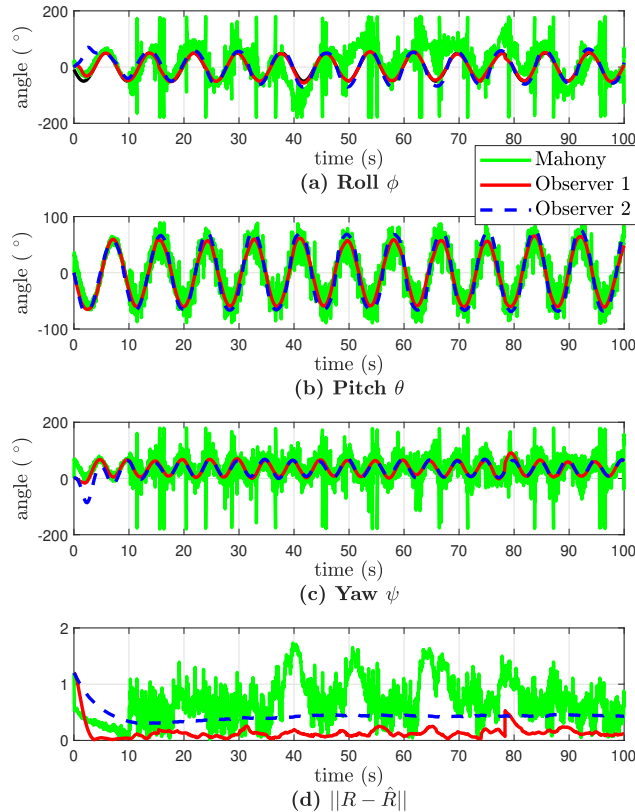 200
0
-200
angle ( ° )
0 10 20 30 40 50 60 70 80 90 100
time (s)
(a) Roll ϕ
Mahony
Observer 1
Observer 2
100
0
-100
angle ( ° )
0 10 20 30 40 50 60 70 80 90 100
time (s)
(b) Pitch θ
200
0
-200
angle ( ° )
0 10 20 30 40 50 60 70 80 90 100
time (s)
(c) Yaw ψ
2
1
0
0 10 20 30 40 50 60 70 80 90 100
time (s)
(d) ||R − R̂||